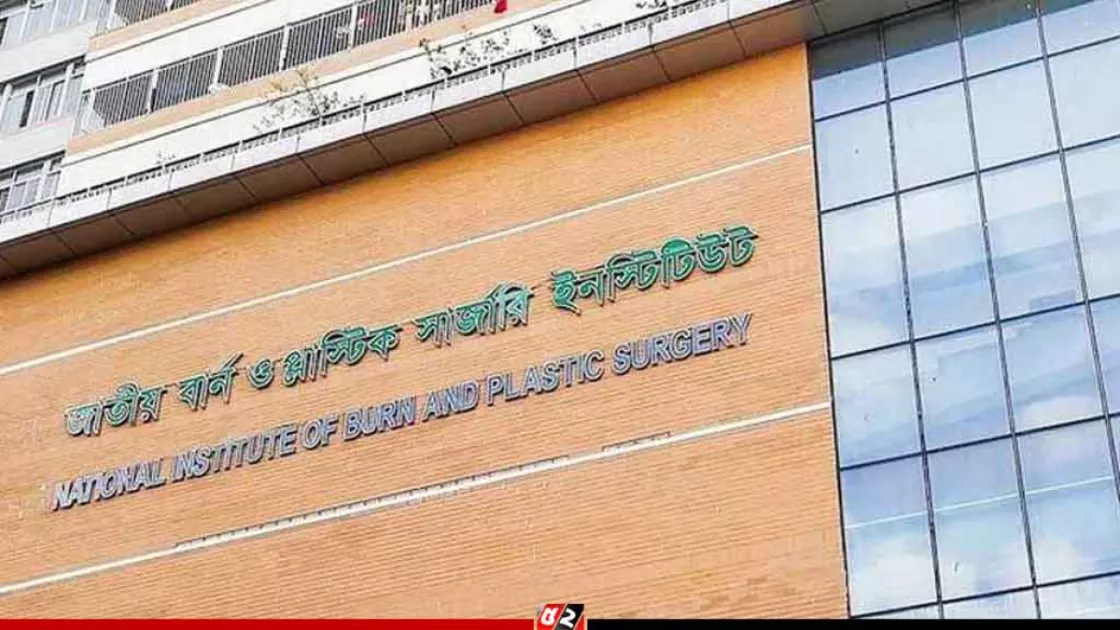 জাতীয় বার্ন ও প্লাস্টিক সার্জারি ইনস্টিটিউট
NATIONAL INSTITUTE OF BURN AND PLASTIC SURGERY